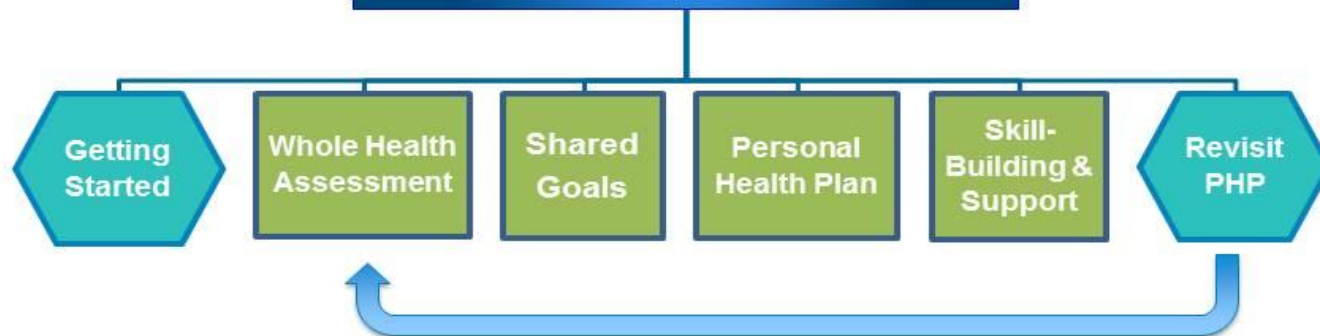 Getting
Started
Whole Health
Assessment
Shared
Goals
Personal
Health Plan
Skill-
Building &
Support
Revisit
PHP